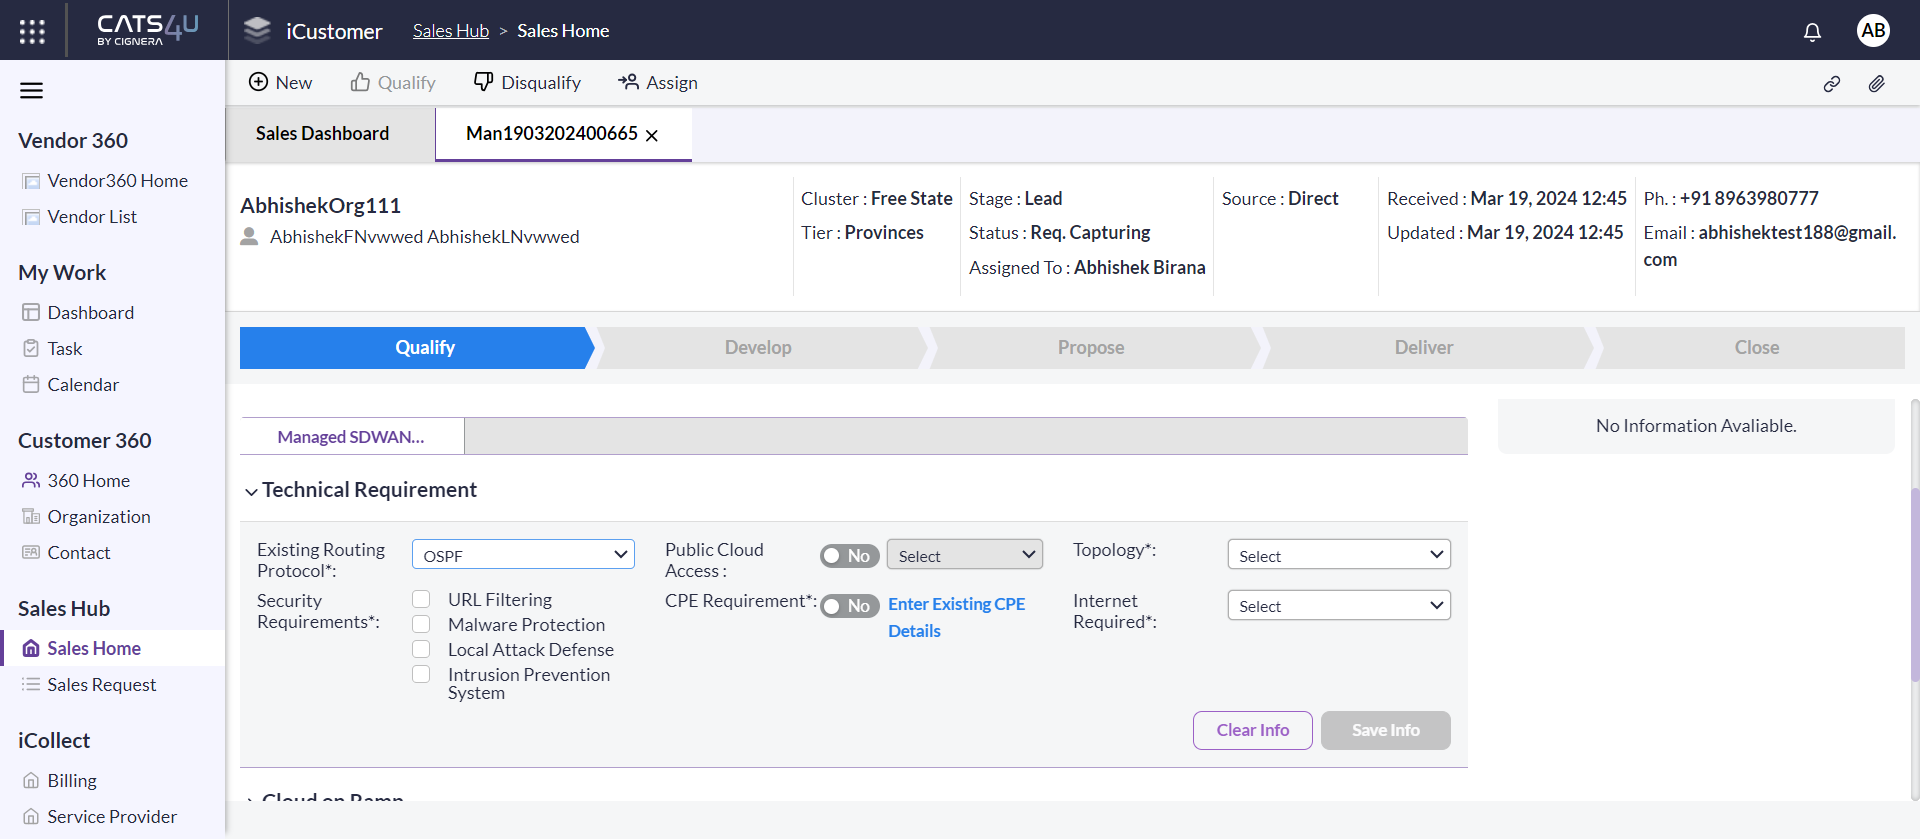 CATS4U
BY CIGNERA
iCustomer
Sales Hub > Sales Home
AB
New
Qualify
Disqualify
Assign
Sales Dashboard
Man1903202400665
Vendor 360
Vendor360 Home
Vendor List
My Work
Dashboard
Task
Calendar
Customer 360
360 Home
Organization
Contact
Sales Hub
Sales Home
Sales Request
iCollect
Billing
Service Provider
AbhishekOrg111
AbhishekFNvwwed AbhishekLNvwwed
Cluster : Free State
Tier : Provinces
Stage : Lead
Status : Req. Capturing
Assigned To : Abhishek Birana
Source : Direct
Received : Mar 19, 2024 12:45
Updated : Mar 19, 2024 12:45
Ph. : +91 8963980777
Email : abhishektest188@gmail.
com
Qualify
Develop
Propose
Deliver
Close
Managed SDWAN...
No Information Avaliable.
Technical Requirement
Existing Routing
Protocol*:
OSPF
Public Cloud
Access :
No
Select
Topology*:
Select
Security
Requirements*:
URL Filtering
Malware Protection
Local Attack Defense
Intrusion Prevention
System
CPE Requirement*:
No
Enter Existing CPE
Details
Internet
Required*:
Select
Clear Info
Save Info
Cloud on Ramp